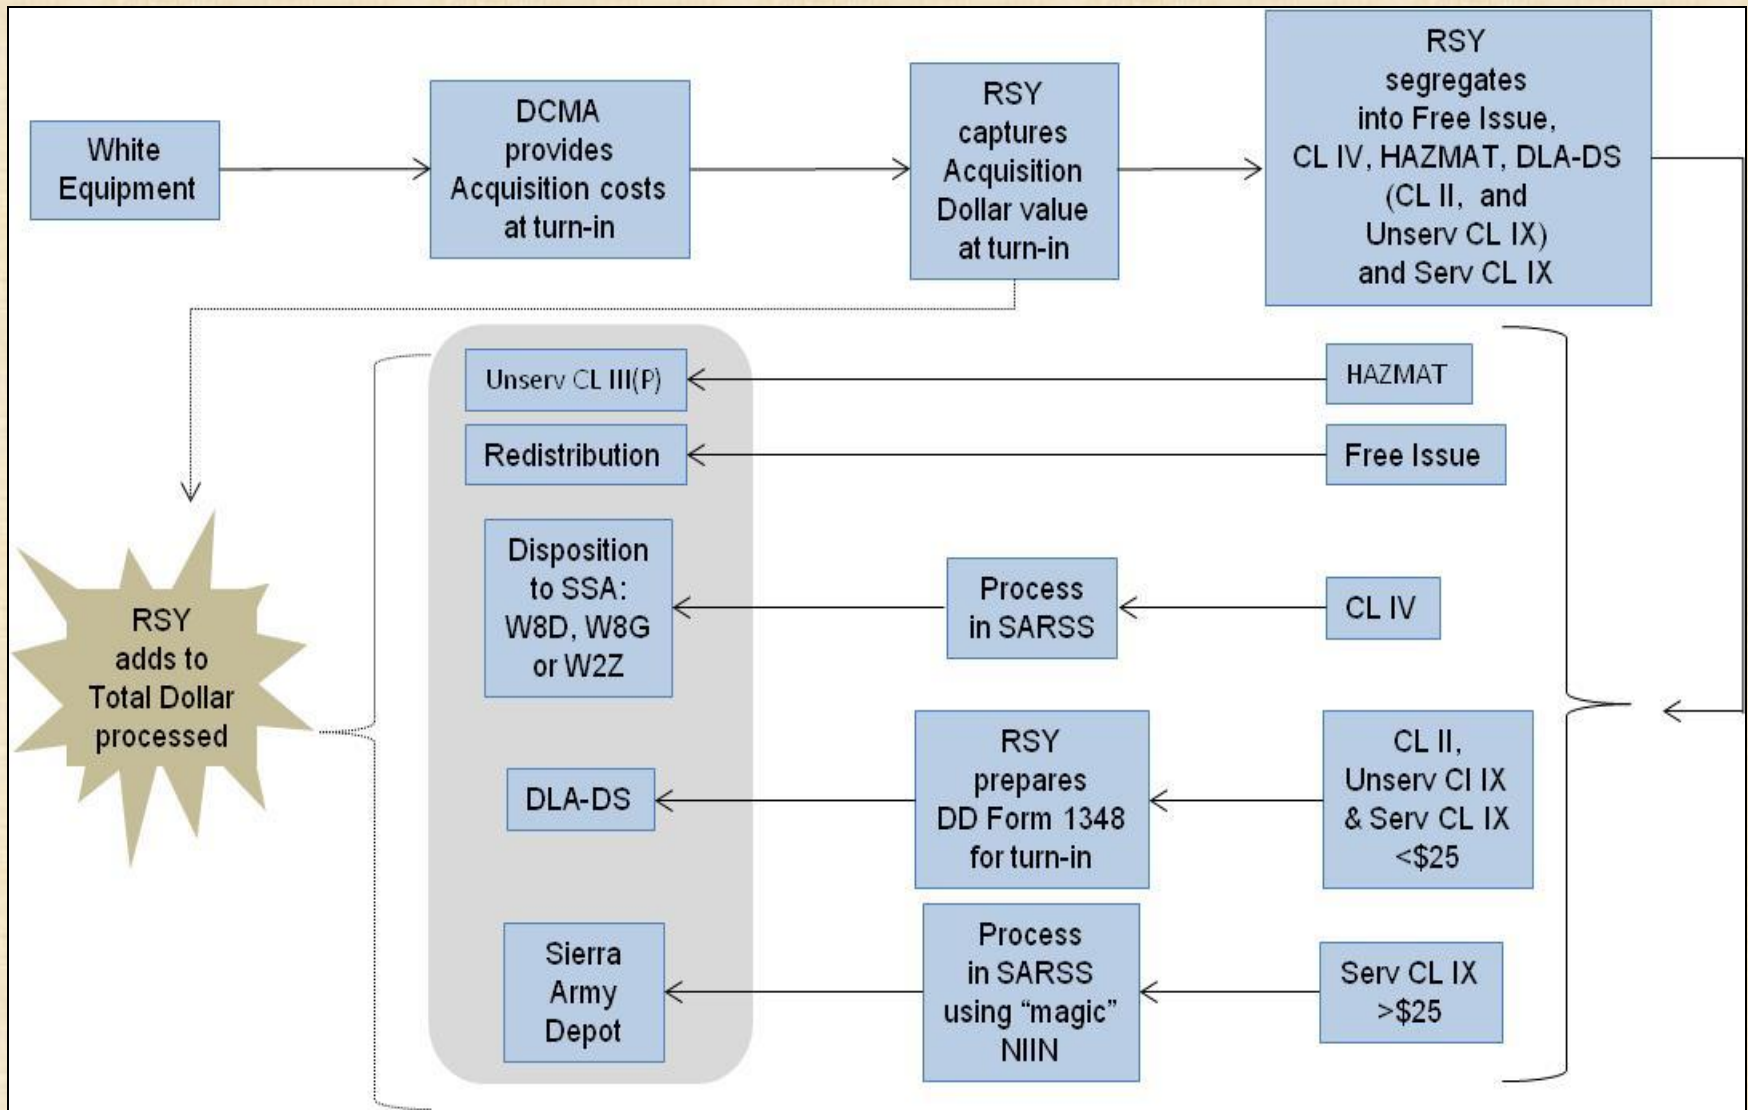 White
Equipment
DCMA
provides
Acquisition costs
at turn-in
RSY
captures
Acquisition
Dollar value
at turn-in
RSY
segregates
into Free Issue,
CL IV, HAZMAT, DLA-DS
(CL II, and
Unserv CL IX)
and Serv CL IX
Unserv CL III(P)
HAZMAT
Redistribution
Free Issue
Disposition
to SSA:
W8D, W8G
or W2Z
Process
in SARSS
CL IV
RSY
adds to
Total Dollar
processed
DLA-DS
RSY
prepares
DD Form 1348
for turn-in
CL II,
Unserv Cl IX
& Serv CL IX
<$25
Sierra
Army
Depot
Process
in SARSS
using “magic”
NIIN
Serv CL IX
>$25